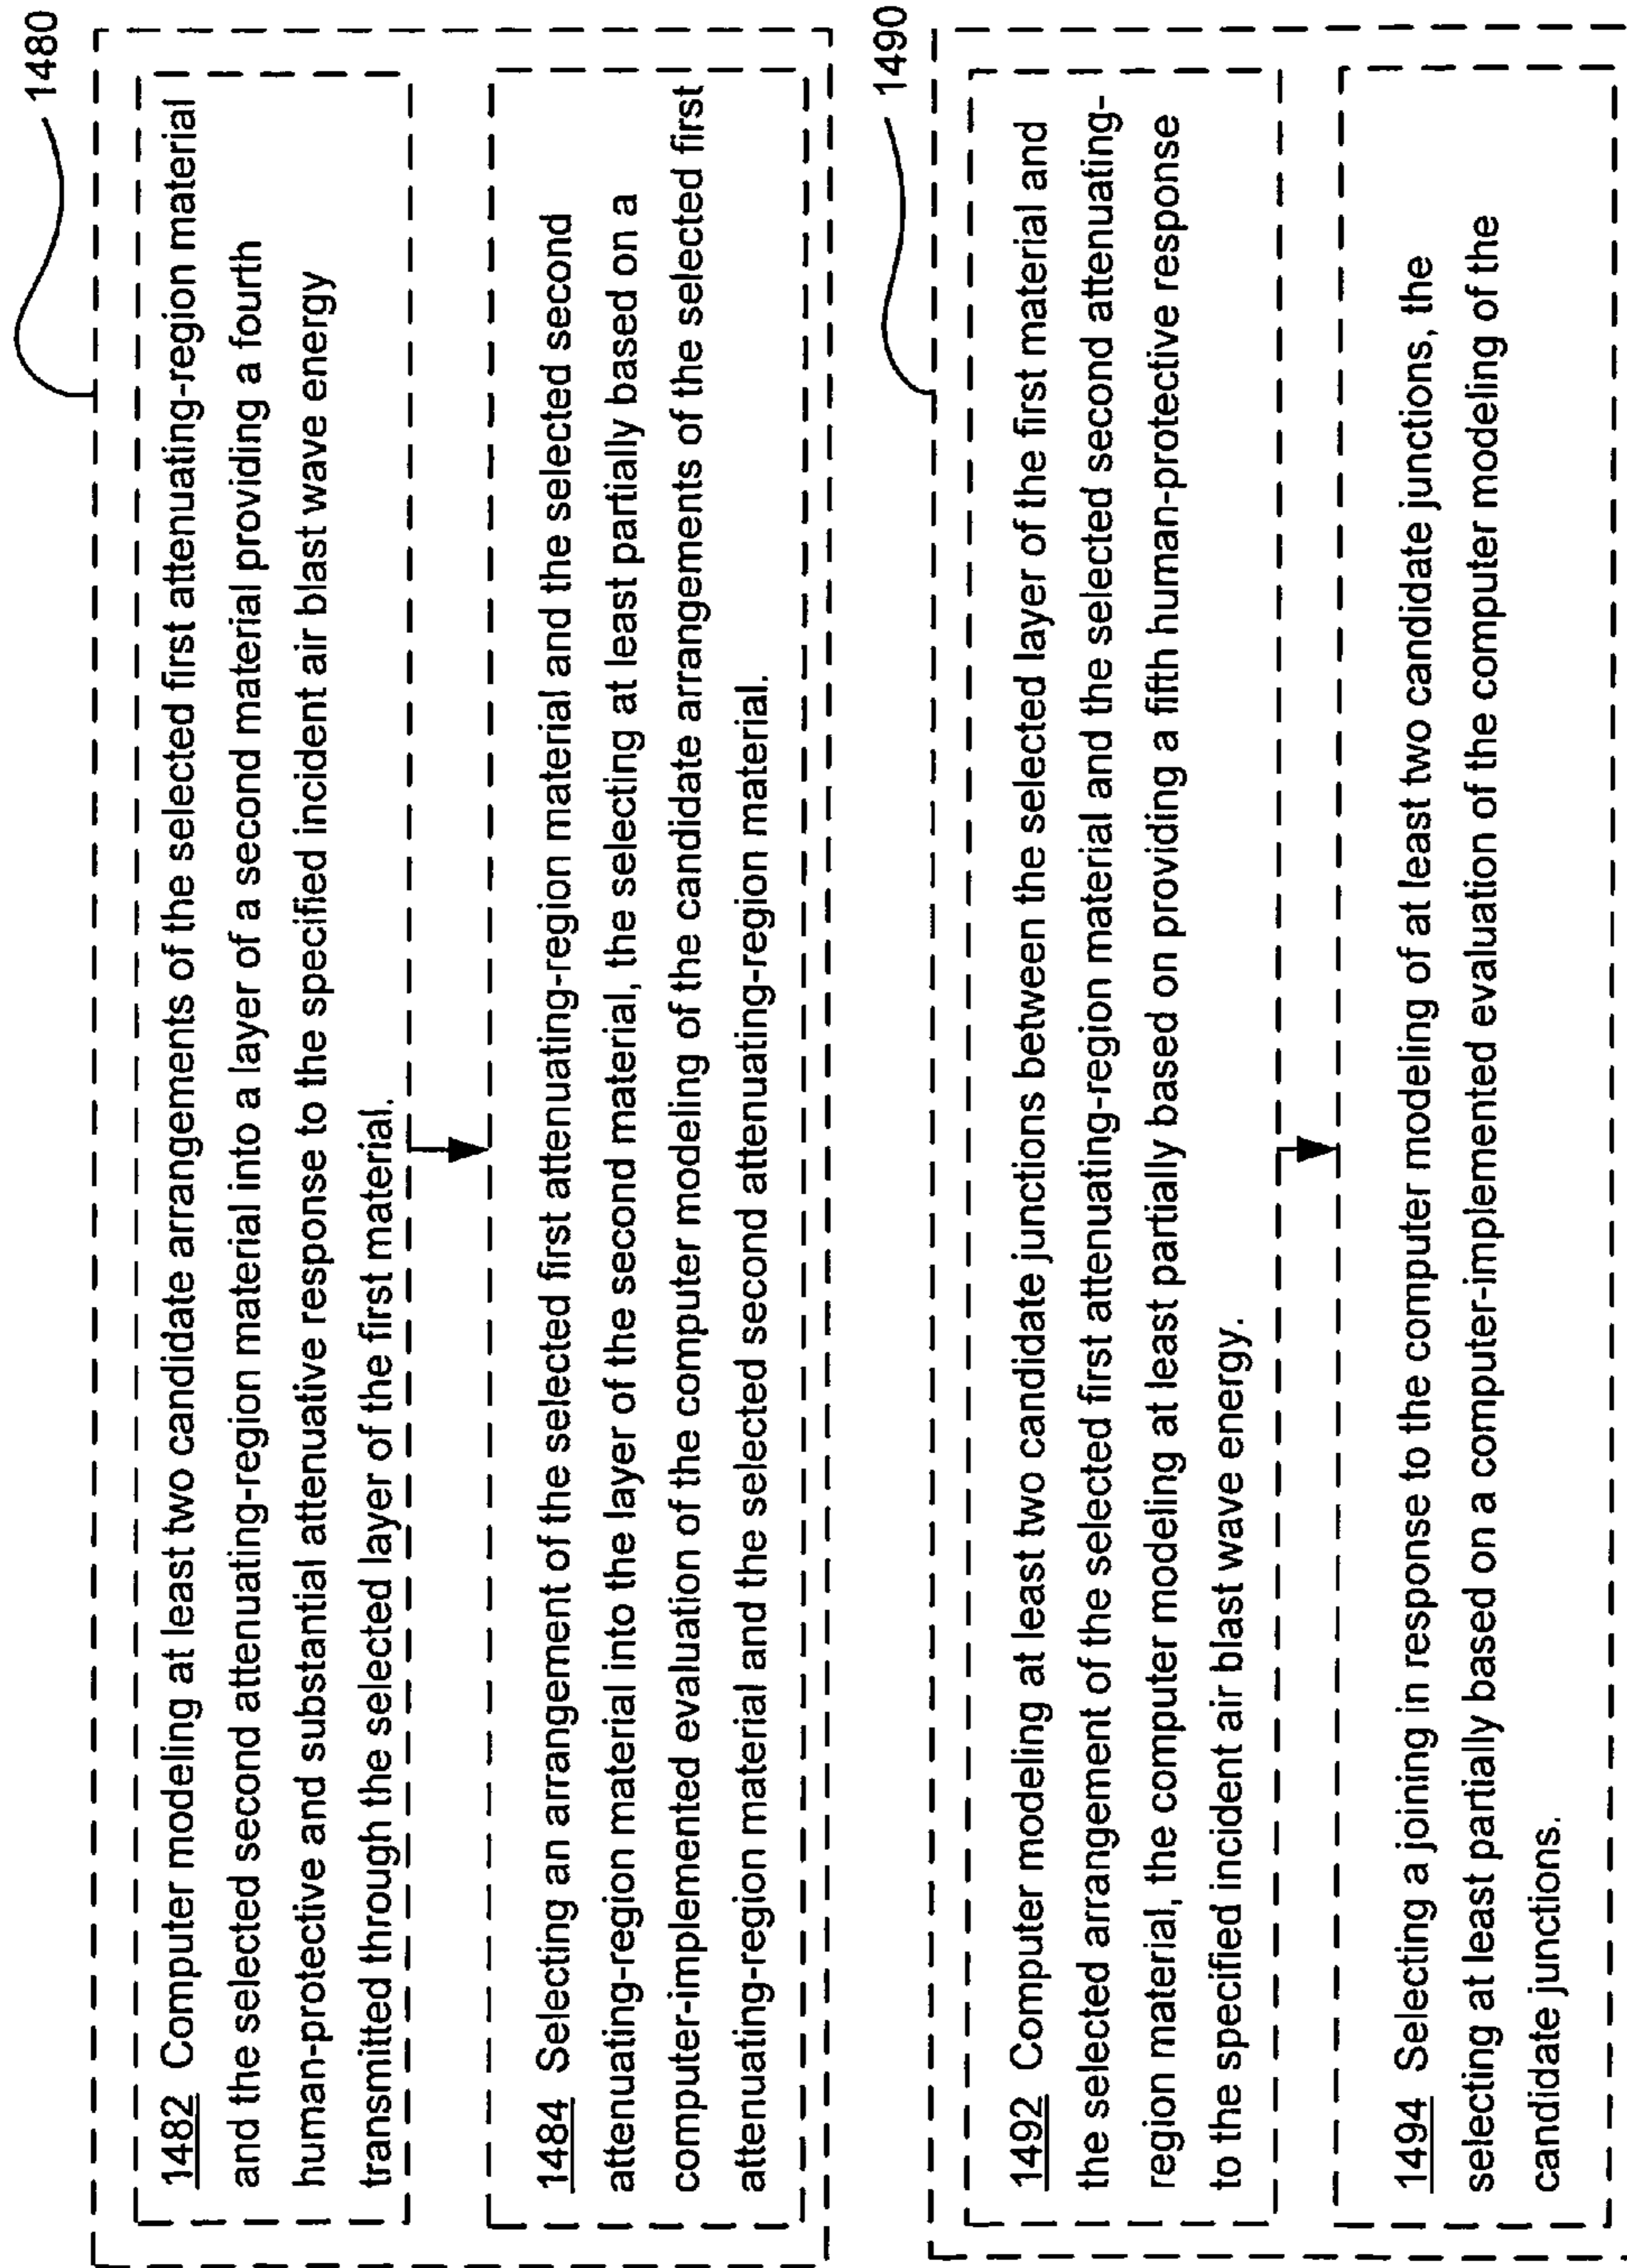 1480
1482 Computer modeling at least two candidate arrangements of the selected first attenuating-region material
and the selected second attenuating-region material into a layer of a second material providing a fourth
human-protective and substantial attenuative response to the specified incident air blast wave energy
transmitted through the selected layer of the first material.
1484 Selecting an arrangement of the selected first attenuating-region material and the selected second
attenuating-region material into the layer of the second material, the selecting at least partially based on a
computer-implemented evaluation of the computer modeling of the candidate arrangements of the selected first
attenuating-region material and the selected second attenuating-region material.
1490
1492 Computer modeling at least two candidate junctions between the selected layer of the first material and
the selected arrangement of the selected first attenuating-region material and the selected second attenuating-
region material, the computer modeling at least partially based on providing a fifth human-protective response
to the specified incident air blast wave energy.
1494 Selecting a joining in response to the computer modeling of at least two candidate junctions, the
selecting at least partially based on a computer-implemented evaluation of the computer modeling of the
candidate junctions.